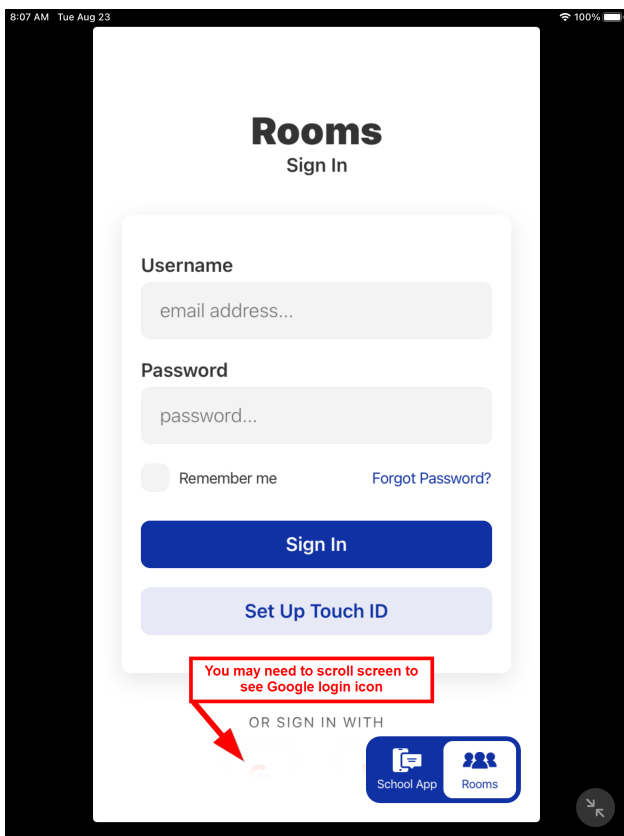 8:07 AM Tue Aug 23
100%
Rooms
Sign In
Username
email address...
Password
password...
Remember me
Forgot Password?
Sign In
Set Up Touch ID
You may need to scroll screen to
see Google login icon
OR SIGN IN WITH
School App
Rooms